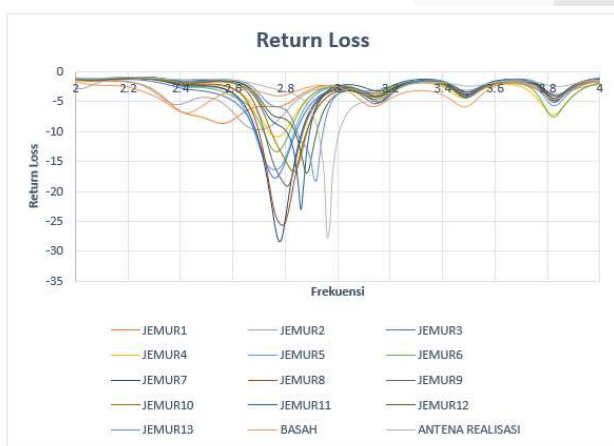 Return Loss
0
-5
-10
-15
-20
-25
-30
-35
2 2.2 2.4 2.6 2.8 3 3.2 3.4 3.6 3.8 4
Return Loss
Frekuensi
JEMUR1 JEMUR2 JEMUR3
JEMUR4 JEMUR5 JEMUR6
JEMUR7 JEMUR8 JEMUR9
JEMUR10 JEMUR11 JEMUR12
JEMUR13 BASAH ANTENA REALISASI